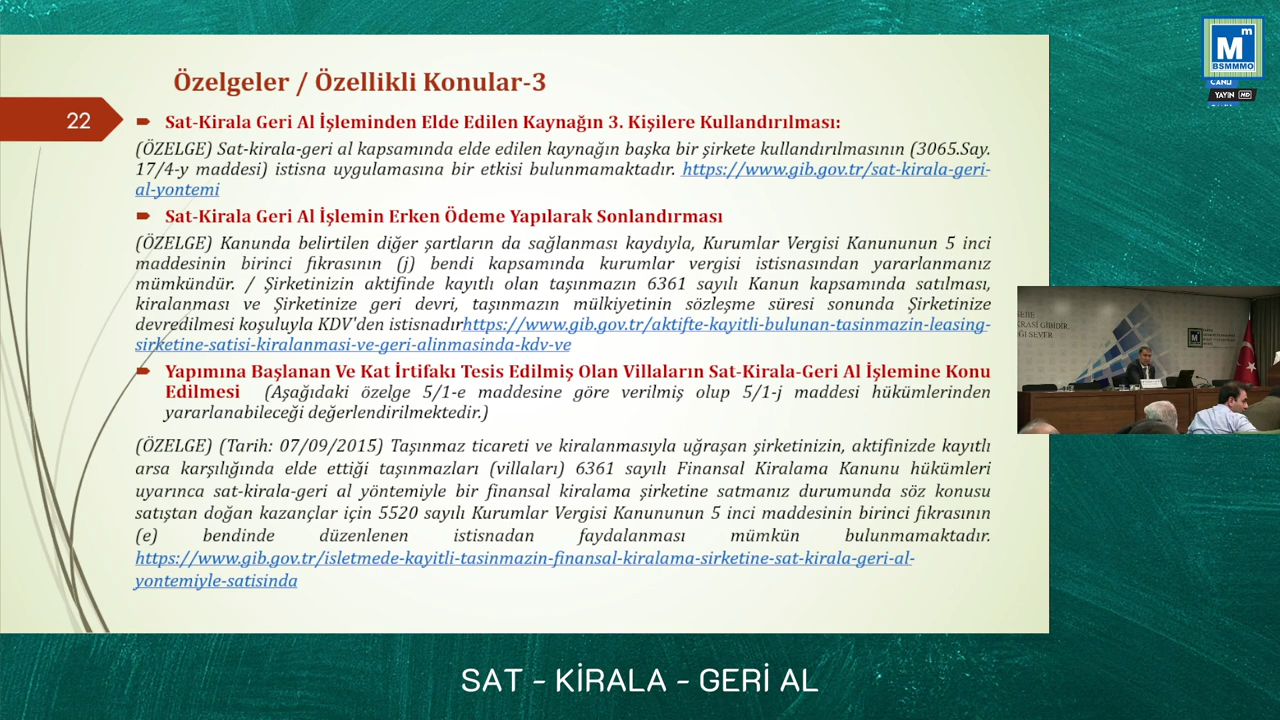 Özelgeler / Özellikli Konular-3
22
Sat-Kirala Geri Al İşleminden Elde Edilen Kaynağın 3. Kişilere Kullandırılması:
(ÖZELGE) Sat-kirala-geri al kapsamında elde edilen kaynağın başka bir şirkete kullandırılmasının (3065.Say.
17/4-y maddesi) istisna uygulamasına bir etkisi bulunmamaktadır. https://www.gib.gov.tr/sat-kirala-geri-
al-yontemi
Sat-Kirala Geri Al İşlemin Erken Ödeme Yapılarak Sonlandırması
(ÖZELGE) Kanunda belirtilen diğer şartların da sağlanması kaydıyla, Kurumlar Vergisi Kanununun 5 inci
maddesinin birinci fıkrasının (j) bendi kapsamında kurumlar vergisi istisnasından yararlanmanız
mümkündür. / Şirketinizin aktifinde kayıtlı olan taşınmazın 6361 sayılı Kanun kapsamında satılması,
kiralanması ve Şirketinize geri devri, taşınmazın mülkiyetinin sözleşme süresi sonunda Şirketinize
devredilmesi koşuluyla KDV'den istisnadırhttps://www.gib.gov.tr/aktifte-kayitli-bulunan-tasinmazin-leasing-
sirketine-satisi-kiralanmasi-ve-geri-alinmasinda-kdv-ve
Yapımına Başlanan Ve Kat İrtifakı Tesis Edilmiş Olan Villaların Sat-Kirala-Geri Al İşlemine Konu
Edilmesi (Aşağıdaki özelge 5/1-e maddesine göre verilmiş olup 5/1-j maddesi hükümlerinden
yararlanabileceği değerlendirilmektedir.)
(ÖZELGE) (Tarih: 07/09/2015) Taşınmaz ticareti ve kiralanmasıyla uğraşan şirketinizin, aktifinizde kayıtlı
arsa karşılığında elde ettiği taşınmazları (villaları) 6361 sayılı Finansal Kiralama Kanunu hükümleri
uyarınca sat-kirala-geri al yöntemiyle bir finansal kiralama şirketine satmanız durumunda söz konusu
satıştan doğan kazançlar için 5520 sayılı Kurumlar Vergisi Kanununun 5 inci maddesinin birinci fıkrasının
(e) bendinde düzenlenen istisnadan faydalanması mümkün bulunmamaktadır.
https://www.gib.gov.tr/isletmede-kayitli-tasinmazin-finansal-kiralama-sirketine-sat-kirala-geri-al-
yontemiyle-satisinda
M m
BSMMMO
CANLI
YAYIN HD
KRASİ GİBİDİR.
SEVER
SAT - KİRALA - GERİ AL